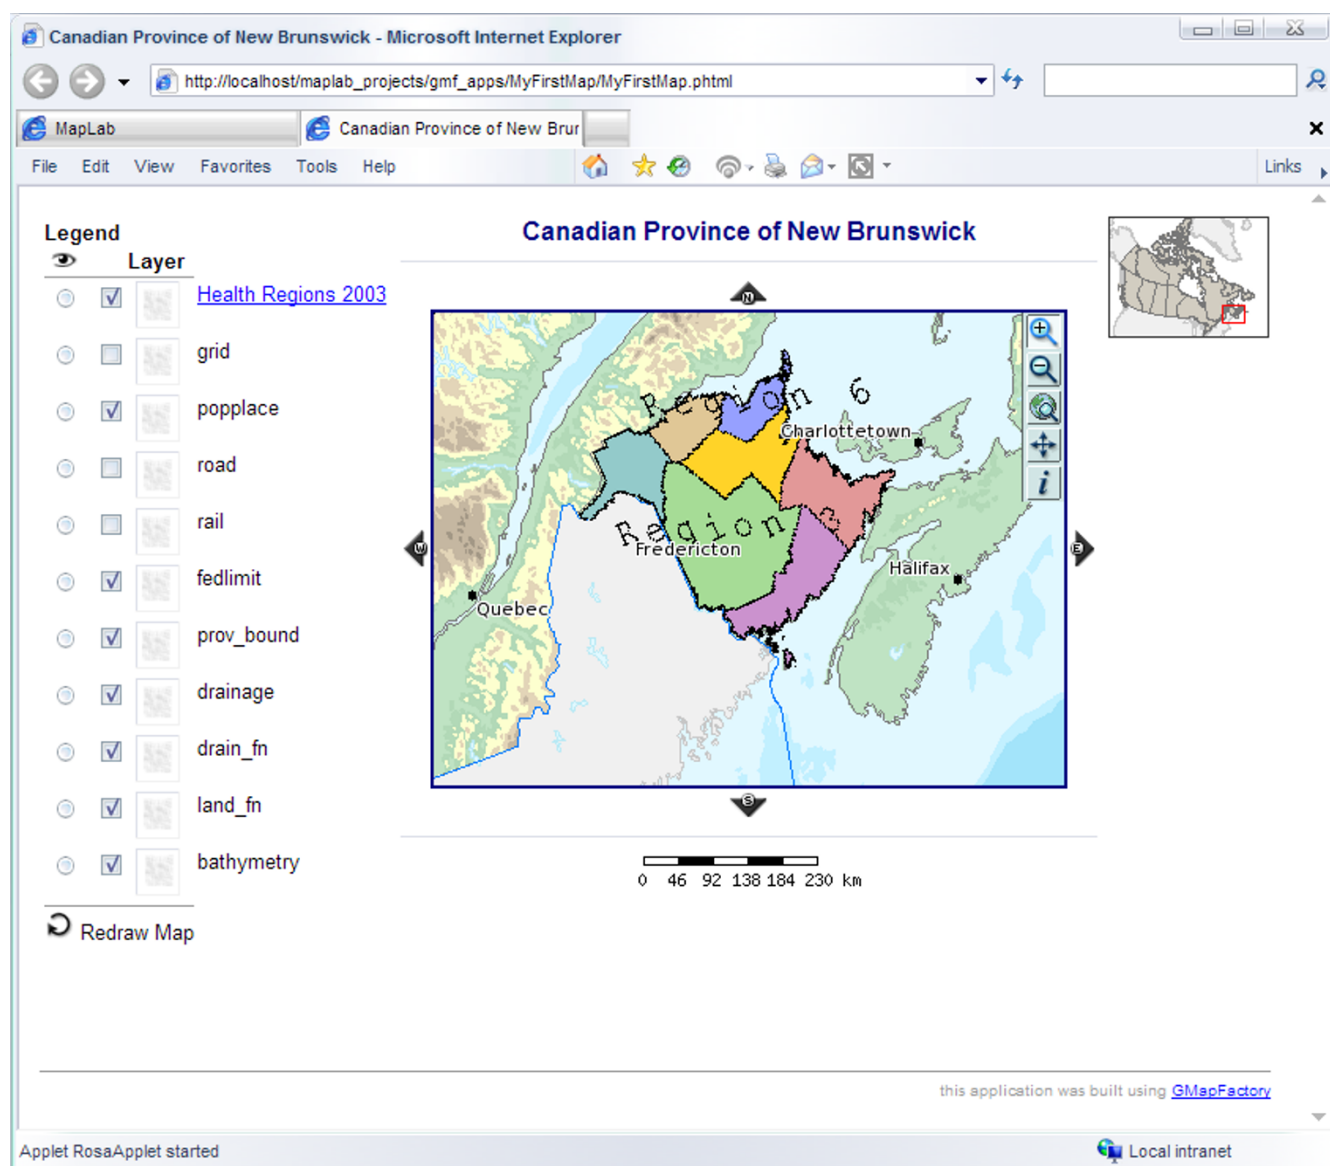 Canadian Province of New Brunswick - Microsoft Internet Explorer
http://localhost/maplab_projects/gmf_apps/MyFirstMap/MyFirstMap.phtml
MapLab
Canadian Province of New Brur
File Edit View Favorites Tools Help
Links
Legend
Layer
Health Regions 2003
grid
popplace
road
rail
fedlimit
prov_bound
drainage
drain_fn
land_fn
bathymetry
Redraw Map
Canadian Province of New Brunswick
N
Region 6
Charlottetown
i
Region 3
Fredericton
W
E
Halifax
Quebec
S
0 46 92 138 184 230 km
this application was built using GMapFactory
Applet RosaApplet started
Local intranet